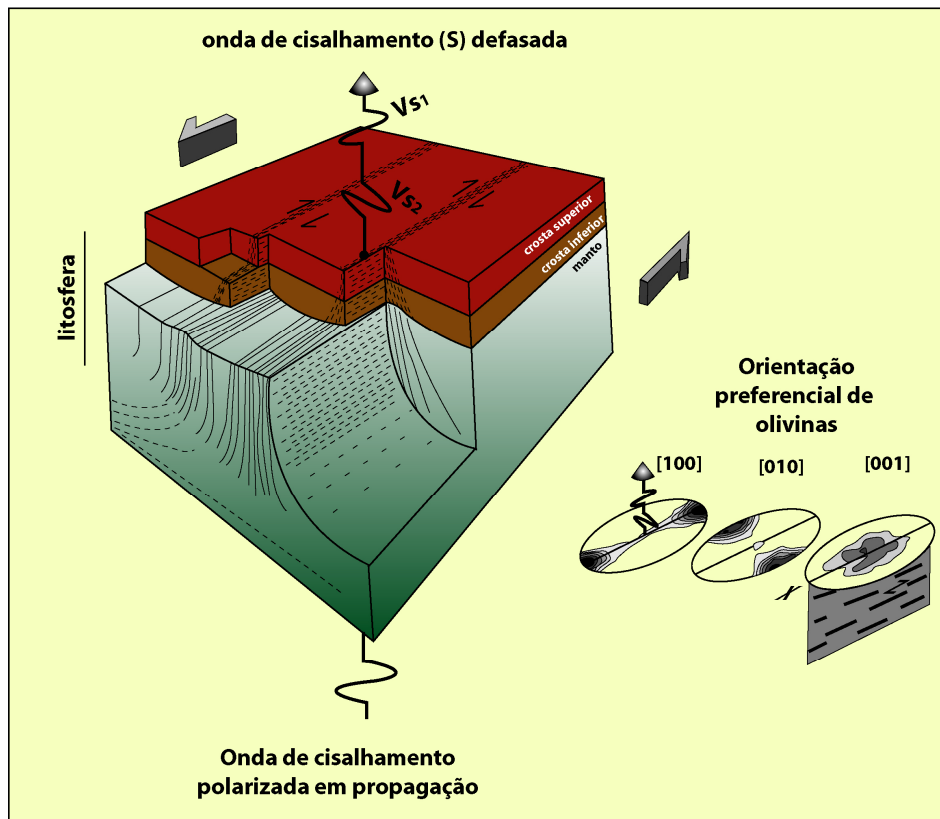 onda de cisalhamento (S) defasada
Vs1
Vs2
crosta superior
crosta inferior
manto
litosfera
Orientação
preferencial de
olivinas
[100] [010] [001]
X
Onda de cisalhamento
polarizada em propagação